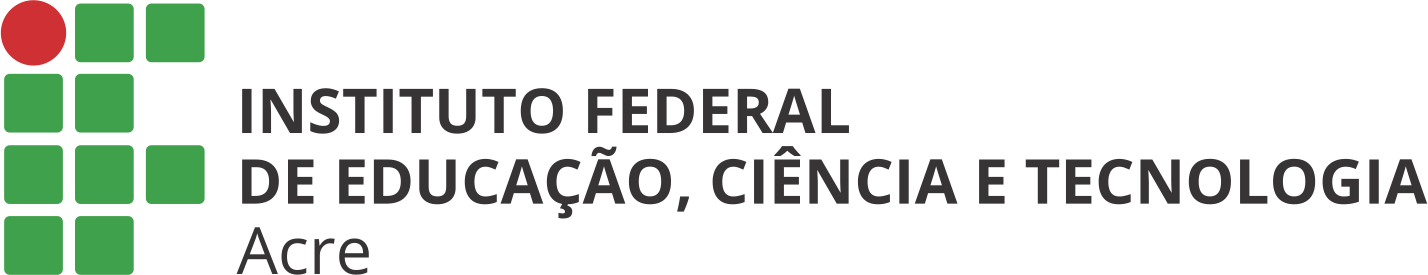 INSTITUTO FEDERAL
DE EDUCAÇÃO, CIÊNCIA E TECNOLOGIA
Acre